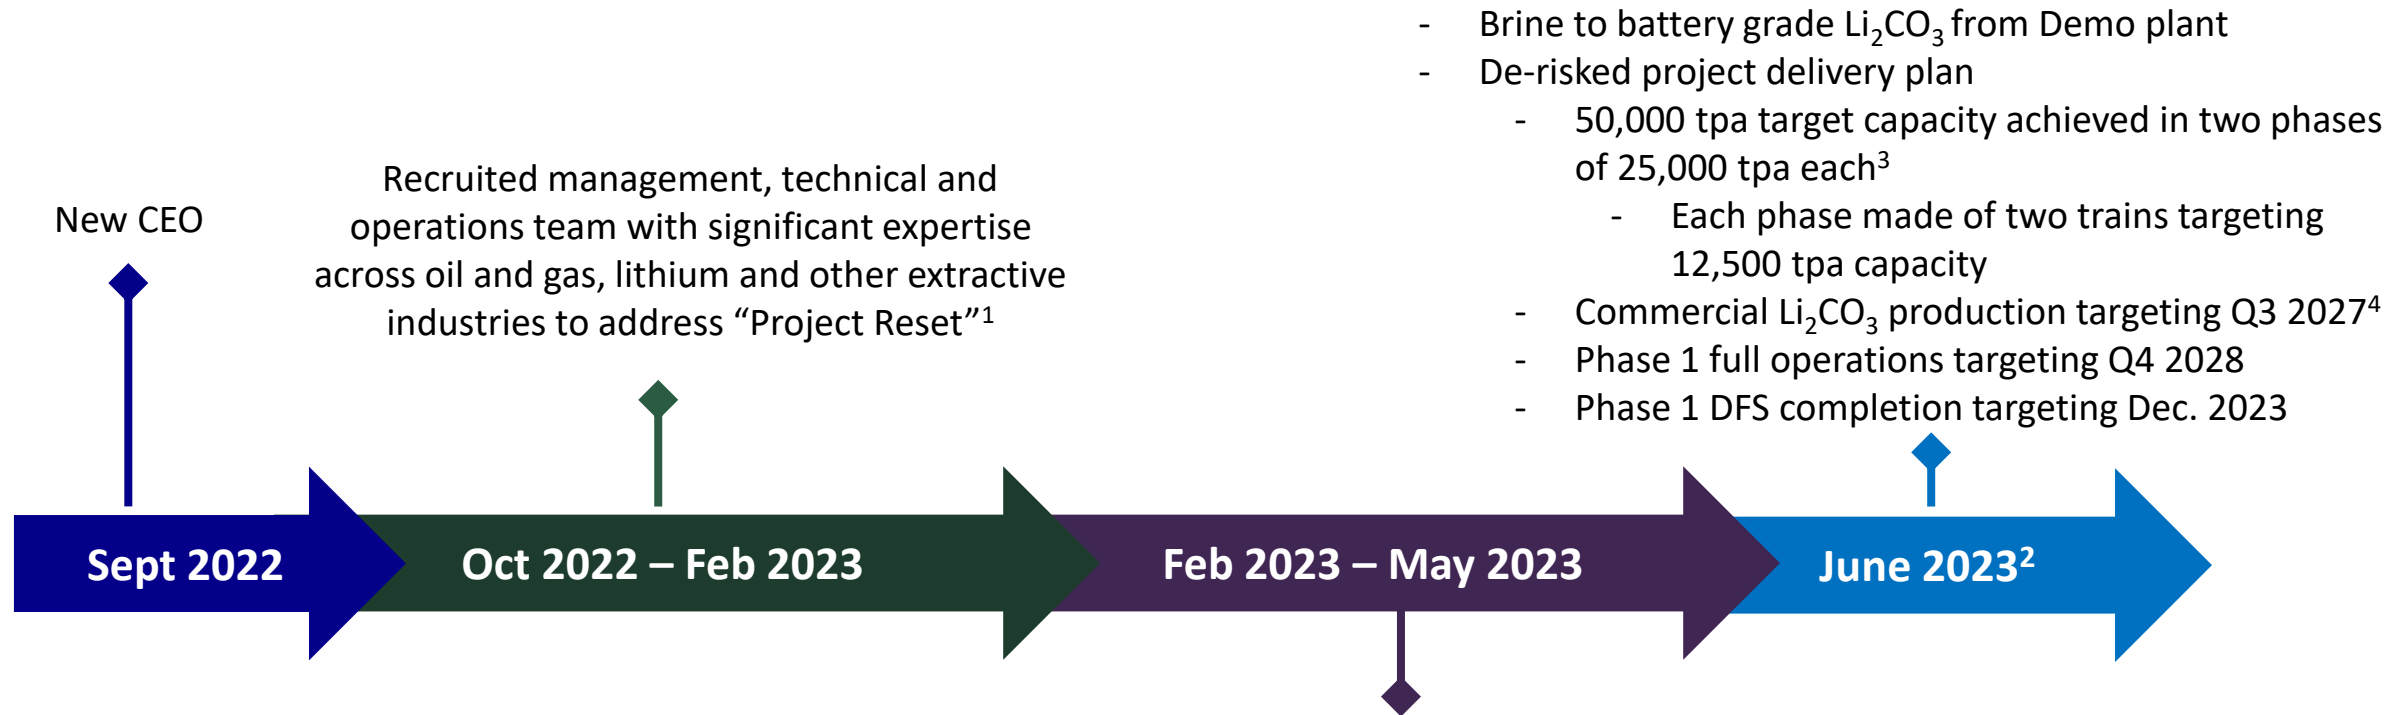 New CEO
Recruited management, technical and
operations team with significant expertise
across oil and gas, lithium and other extractive
industries to address “Project Reset”¹
- Brine to battery grade Li₂CO₃ from Demo plant
- De-risked project delivery plan
- 50,000 tpa target capacity achieved in two phases
of 25,000 tpa each³
- Each phase made of two trains targeting
12,500 tpa capacity
- Commercial Li₂CO₃ production targeting Q3 2027⁴
- Phase 1 full operations targeting Q4 2028
- Phase 1 DFS completion targeting Dec. 2023
Sept 2022
Oct 2022 – Feb 2023
Feb 2023 – May 2023
June 2023²